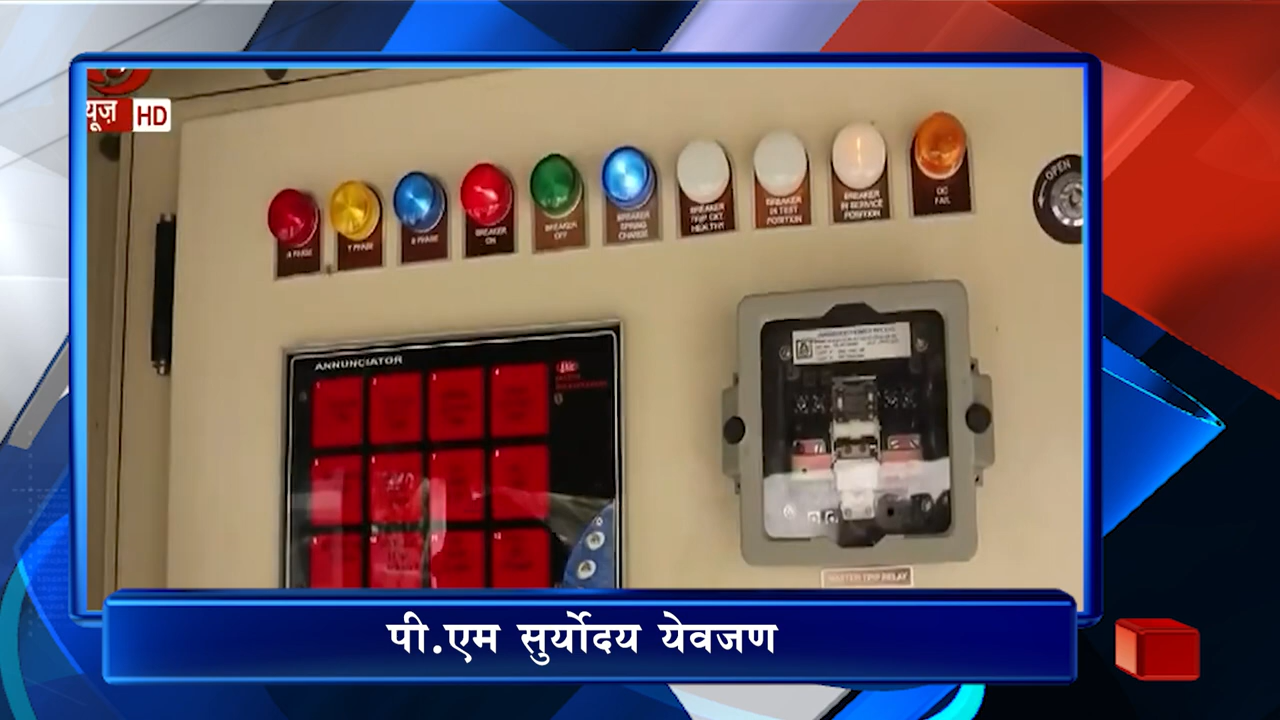 यूज़ HD
R PHASE
Y PHASE
B PHASE
BREAKER
ON
BREAKER
OFF
BREAKER
SPRING
CHARGE
BREAKER
TRIP CKT.
HEALTHY
BREAKER
IN TEST
POSITION
BREAKER
IN SERVICE
POSITION
DC
FAIL
OPEN
ANNUNCIATOR
MASTER TRIP RELAY
पी.एम सुर्योदय येवजण